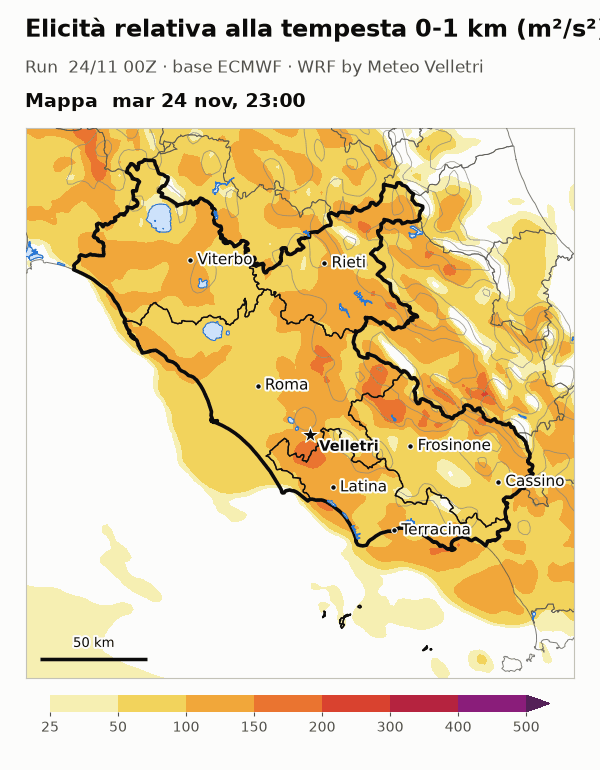 Elicità relativa alla tempesta 0-1 km (m²/s²)
Run 24/11 00Z · base ECMWF · WRF by Meteo Velletri
Mappa mar 24 nov, 23:00
Viterbo
Rieti
Roma
Velletri
Frosinone
Cassino
Latina
Terracina
50 km
25 50 100 150 200 300 400 500